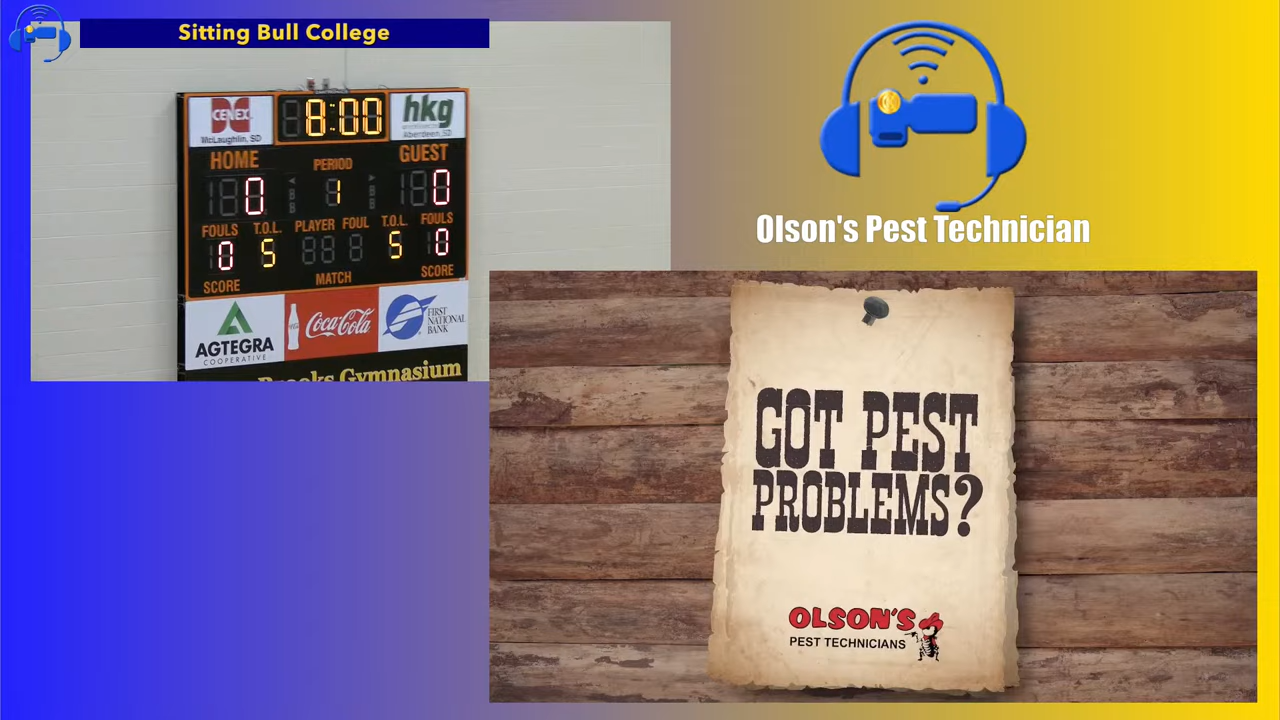 Sitting Bull College
CENEX
McLaughlin, SD
8:00
hkg
Aberdeen, SD
HOME
PERIOD
GUEST
0
1
0
FOULS
T.O.L.
PLAYER FOUL
T.O.L.
FOULS
0
5
5
0
SCORE
MATCH
SCORE
AGTEGRA
COOPERATIVE
Coca-Cola
FIRST
NATIONAL
BANK
Brooks Gymnasium
Olson's Pest Technician
GOT PEST
PROBLEMS?
OLSON'S
PEST TECHNICIANS